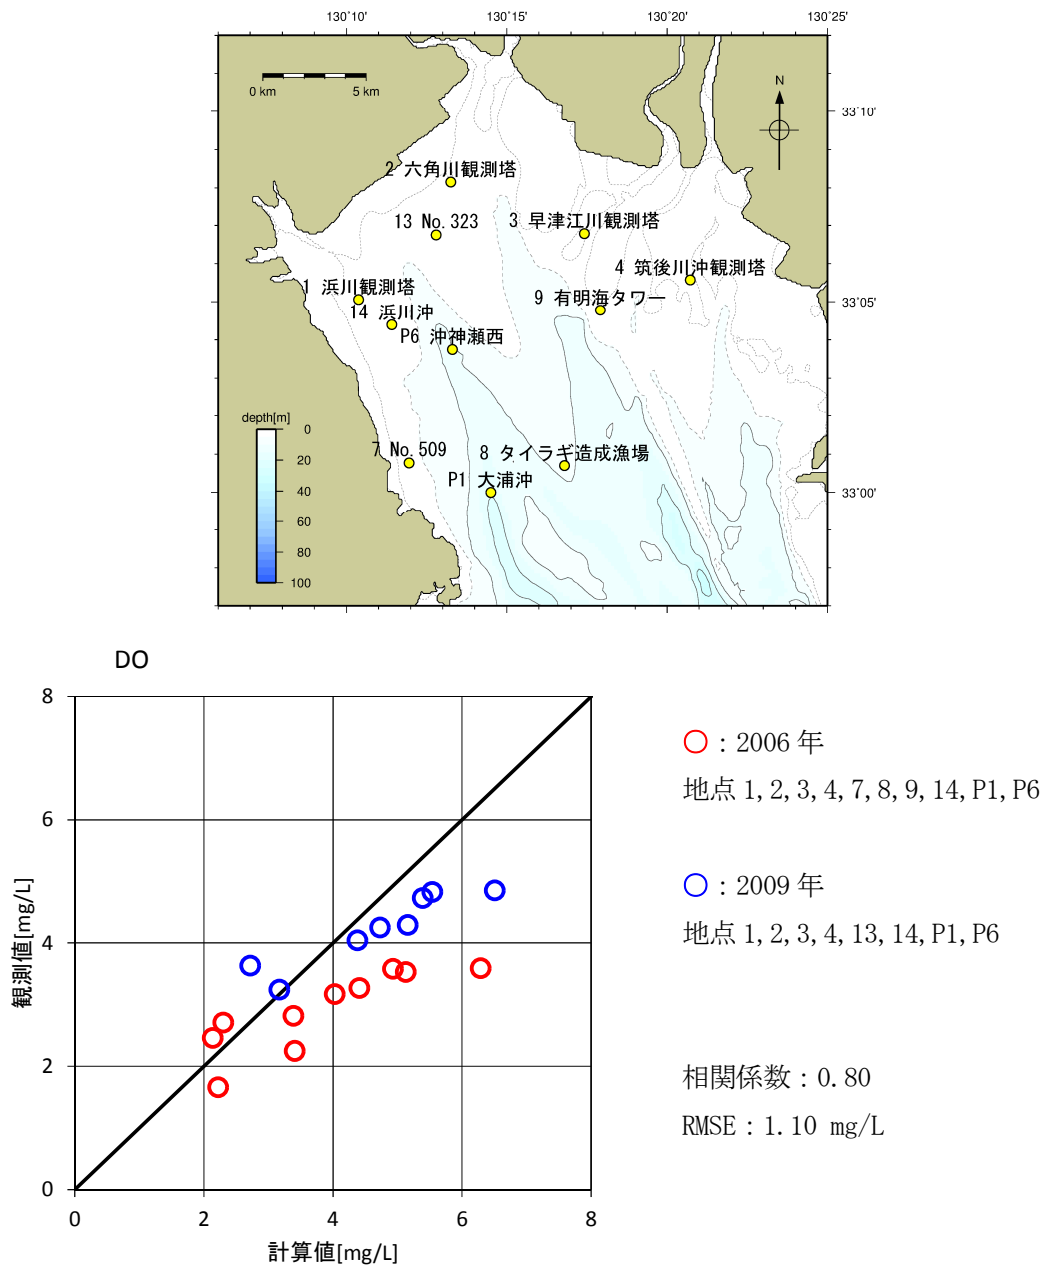 130˚10'
130˚15'
130˚20'
130˚25'
0 km
5 km
N
33˚10'
2 六角川観測塔
13 No.323
3 早津江川観測塔
4 筑後川沖観測塔
1 浜川観測塔
9 有明海タワー
33˚05'
14 浜川沖
P6 沖神瀬西
depth[m]
0
20
40
60
80
100
7 No.509
8 タイラギ造成漁場
P1 大浦沖
33˚00'
DO
8
6
4
2
0
観測値[mg/L]
0
2
4
6
8
計算値[mg/L]
○：2006年
地点1,2,3,4,7,8,9,14,P1,P6
○：2009年
地点1,2,3,4,13,14,P1,P6
相関係数：0.80
RMSE：1.10 mg/L